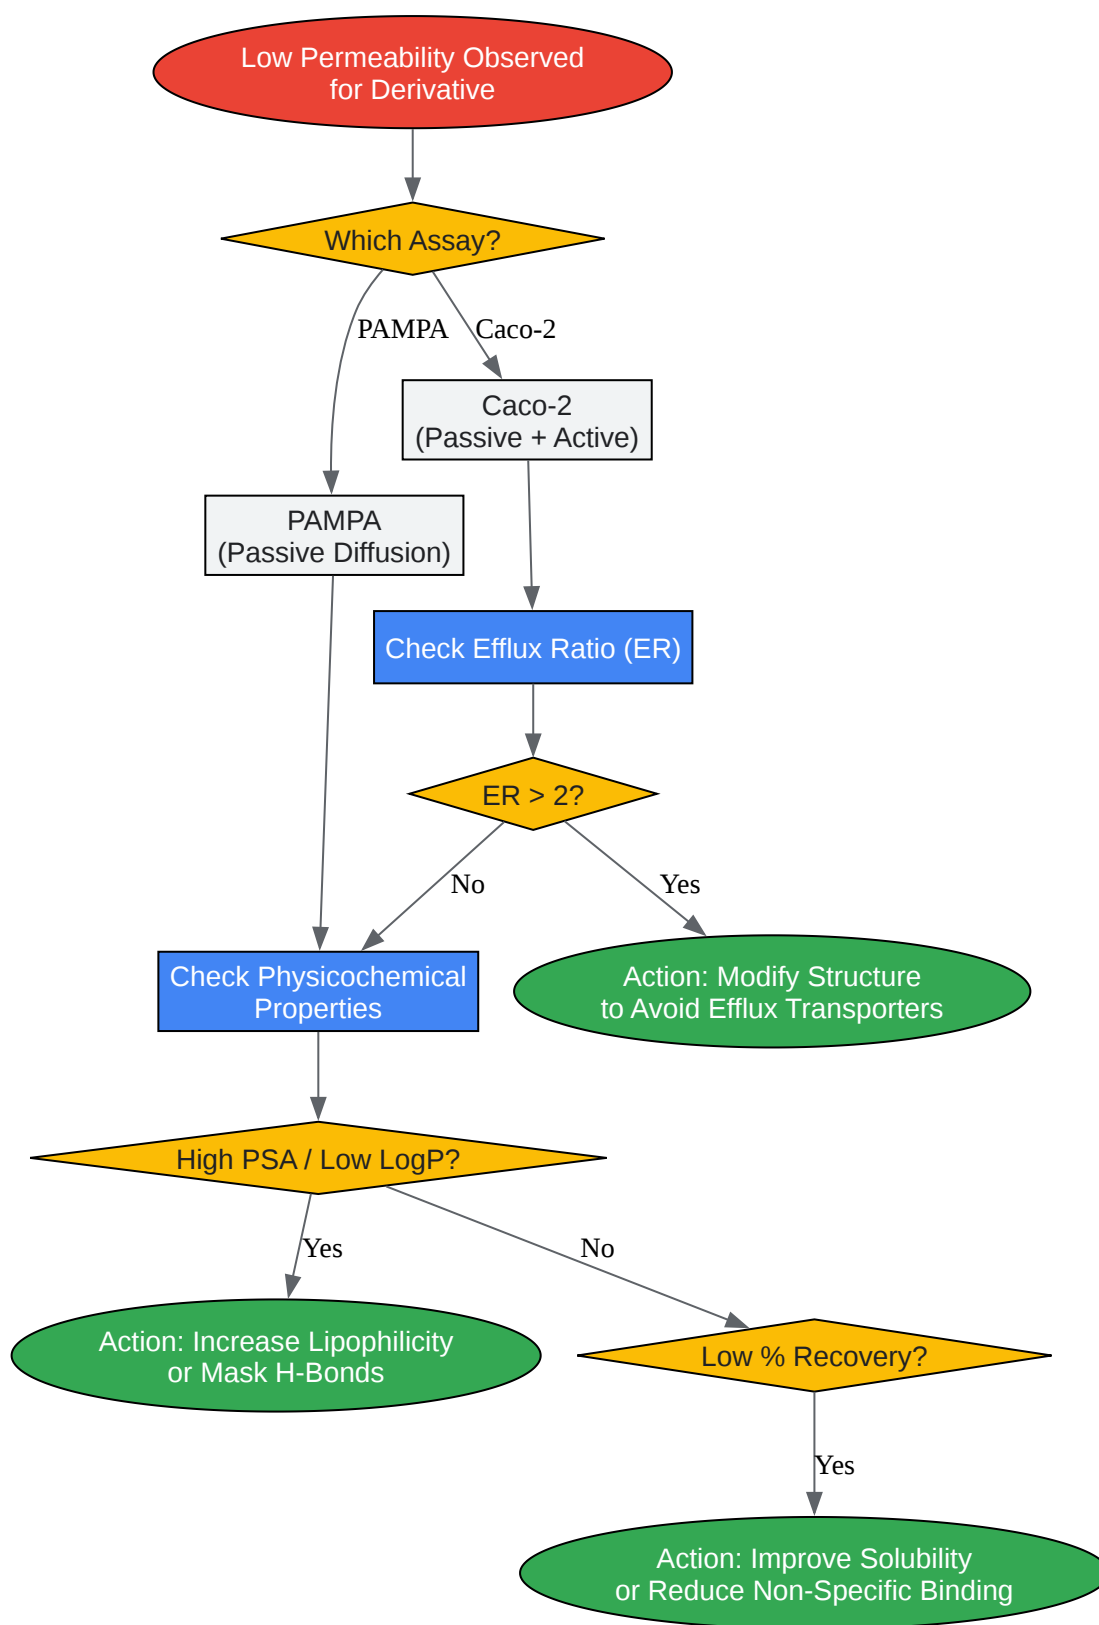 Low Permeability Observed
for Derivative
Which Assay?
PAMPA
Caco-2
Caco-2
(Passive + Active)
PAMPA
(Passive Diffusion)
Check Efflux Ratio (ER)
ER > 2?
No
Yes
Check Physicochemical
Properties
Action: Modify Structure
to Avoid Efflux Transporters
High PSA / Low LogP?
Yes
No
Action: Increase Lipophilicity
or Mask H-Bonds
Low % Recovery?
Yes
Action: Improve Solubility
or Reduce Non-Specific Binding